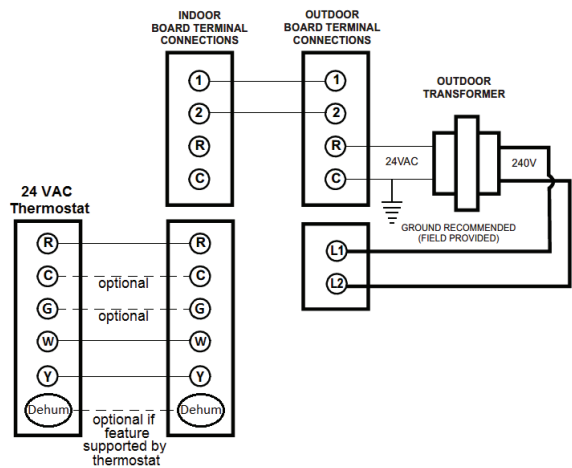 INDOOR
BOARD TERMINAL
CONNECTIONS
OUTDOOR
BOARD TERMINAL
CONNECTIONS
1
1
2
2
R
R
C
C
OUTDOOR
TRANSFORMER
24VAC
240V
GROUND RECOMMENDED
(FIELD PROVIDED)
L1
L2
24 VAC
Thermostat
R
R
C
optional
C
G
optional
G
W
W
Y
Y
Dehum
Dehum
optional if
feature
supported by
thermostat